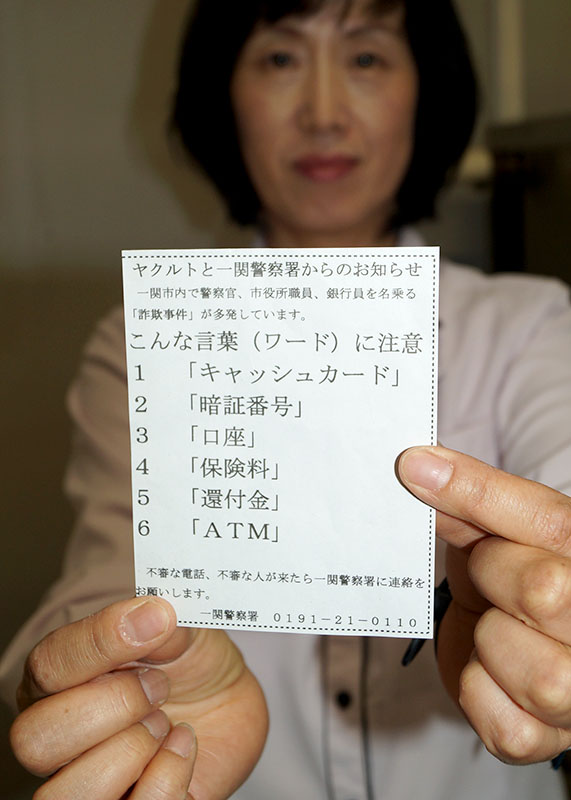 ヤクルトと一関警察署からのお知らせ
一関市内で警察官、市役所職員、銀行員を名乗る
「詐欺事件」が多発しています。
こんな言葉（ワード）に注意
1 「キャッシュカード」
2 「暗証番号」
3 「口座」
4 「保険料」
5 「還付金」
6 「ATM」
不審な電話、不審な人が来たら一関警察署に連絡を
お願いします。
一関警察署 0191-21-0110